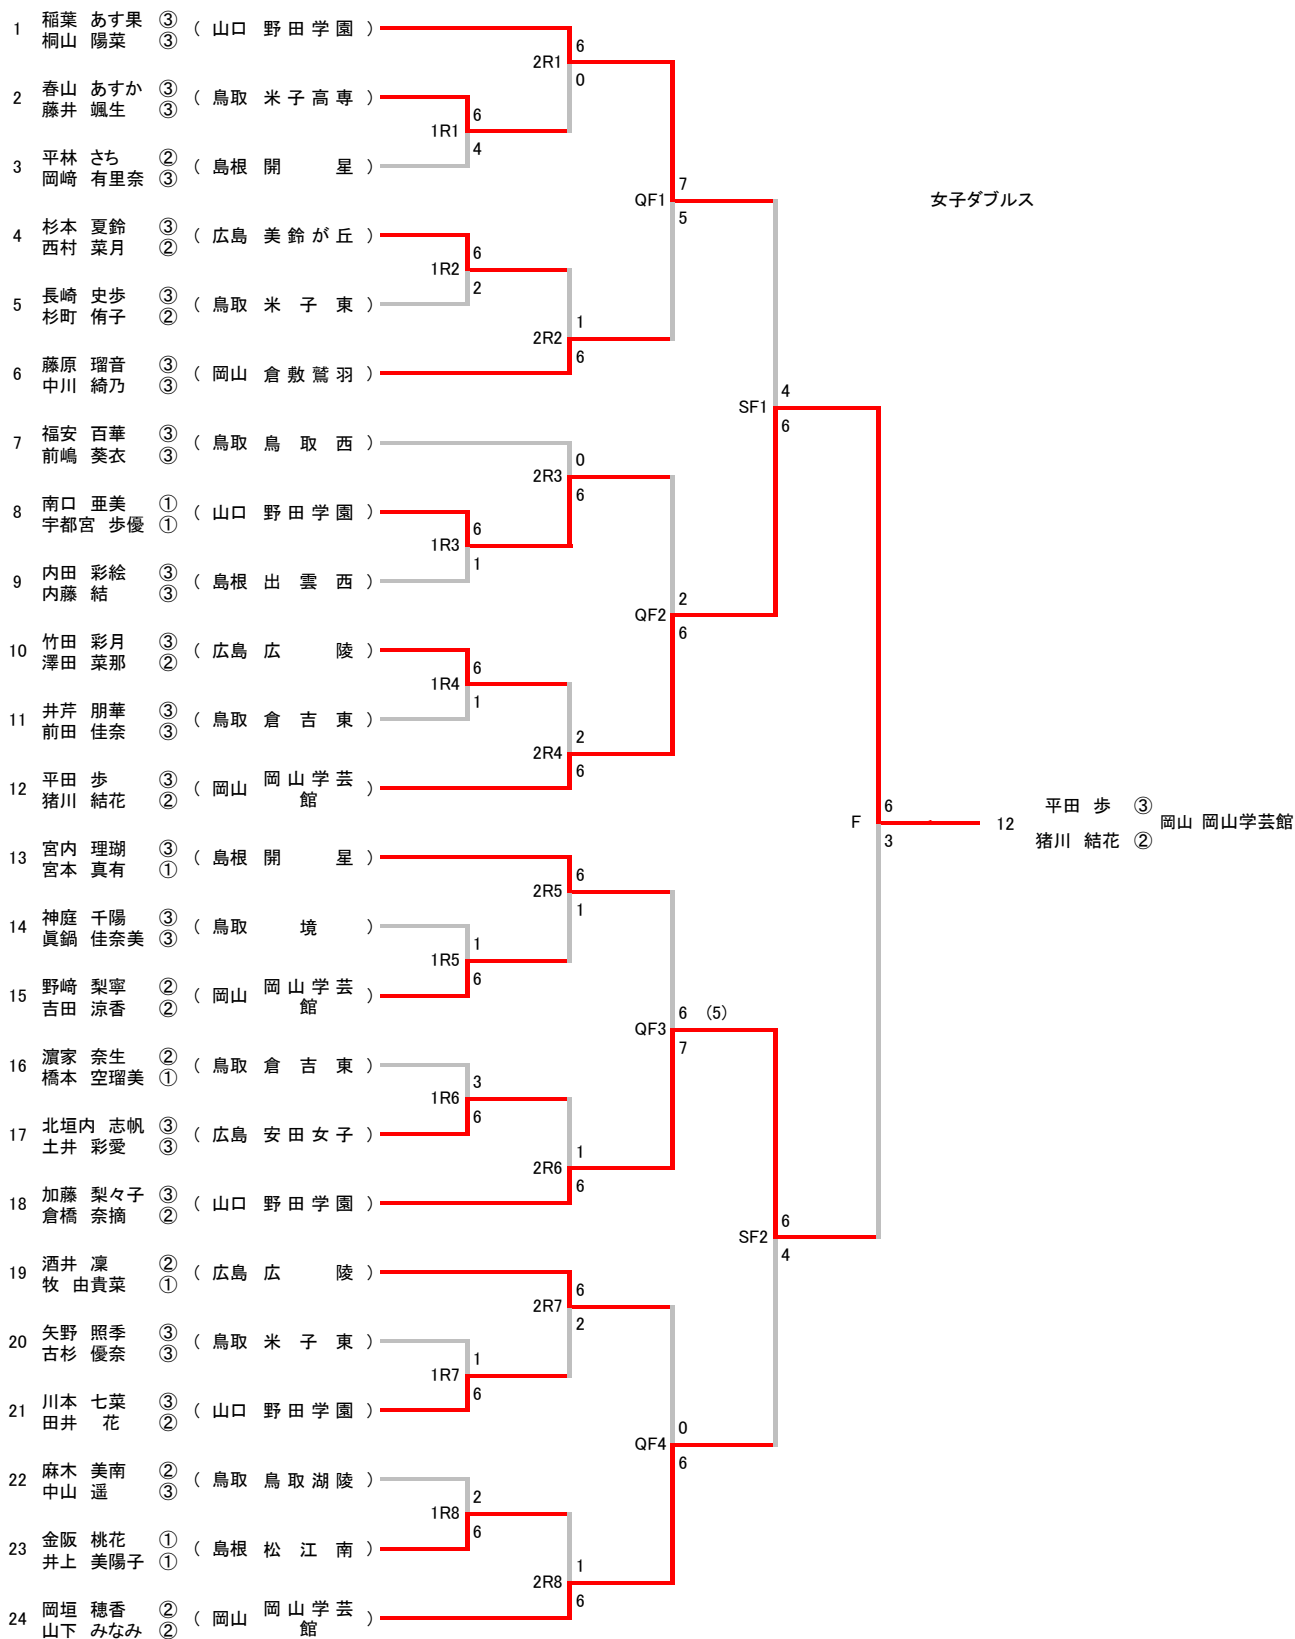 女子ダブルス
1 稲葉 あす果 ③ 桐山 陽菜 ③ ( 山口 野田学園 )
2 春山 あすか ③ 藤井 颯生 ③ ( 鳥取 米子高専 )
3 平林 さち ② 岡﨑 有里奈 ③ ( 島根 開星 )
4 杉本 夏鈴 ③ 西村 菜月 ② ( 広島 美鈴が丘 )
5 長崎 史歩 ③ 杉町 侑子 ② ( 鳥取 米子東 )
6 藤原 瑠音 ③ 中川 綺乃 ③ ( 岡山 倉敷鷲羽 )
7 福安 百華 ③ 前嶋 葵衣 ③ ( 鳥取 鳥取西 )
8 南口 亜美 ① 宇都宮 歩優 ① ( 山口 野田学園 )
9 内田 彩絵 ③ 内藤 結 ③ ( 島根 出雲西 )
10 竹田 彩月 ③ 澤田 菜那 ② ( 広島 広陵 )
11 井芹 朋華 ③ 前田 佳奈 ③ ( 鳥取 倉吉東 )
12 平田 歩 ③ 猪川 結花 ② ( 岡山 岡山学芸館 )
13 宮内 理瑚 ③ 宮本 真有 ① ( 島根 開星 )
14 神庭 千陽 ③ 眞鍋 佳奈美 ③ ( 鳥取 境 )
15 野﨑 梨寧 ② 吉田 涼香 ② ( 岡山 岡山学芸館 )
16 濵家 奈生 ② 橋本 空瑠美 ① ( 鳥取 倉吉東 )
17 北垣内 志帆 ③ 土井 彩愛 ③ ( 広島 安田女子 )
18 加藤 梨々子 ③ 倉橋 奈摘 ② ( 山口 野田学園 )
19 酒井 凜 ② 牧 由貴菜 ① ( 広島 広陵 )
20 矢野 照季 ③ 古杉 優奈 ③ ( 鳥取 米子東 )
21 川本 七菜 ③ 田井 花 ② ( 山口 野田学園 )
22 麻木 美南 ② 中山 遥 ③ ( 鳥取 鳥取湖陵 )
23 金阪 桃花 ① 井上 美陽子 ① ( 島根 松江南 )
24 岡垣 穂香 ② 山下 みなみ ② ( 岡山 岡山学芸館 )
1R1 6 4
1R2 6 2
1R3 6 1
1R4 6 1
1R5 1 6
1R6 3 6
1R7 1 6
1R8 2 6
2R1 6 0
2R2 1 6
2R3 0 6
2R4 2 6
2R5 6 1
2R6 1 6
2R7 6 2
2R8 1 6
QF1 7 5
QF2 2 6
QF3 6 (5) 7
QF4 0 6
SF1 4 6
SF2 6 4
F 6 3
12 平田 歩 ③ 猪川 結花 ② 岡山 岡山学芸館